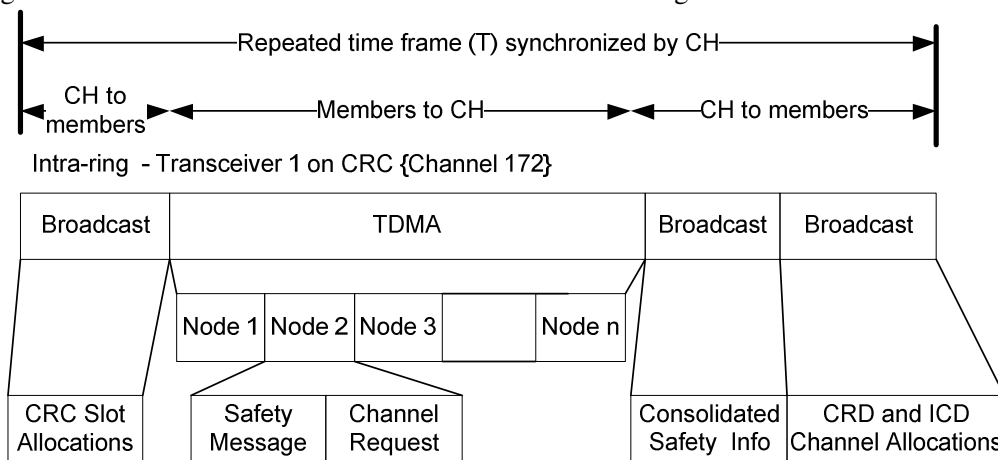 Repeated time frame (T) synchronized by CH
CH to
members
Members to CH
CH to members
Intra-ring - Transceiver 1 on CRC {Channel 172}
Broadcast
TDMA
Broadcast
Broadcast
Node 1
Node 2
Node 3
Node n
CRC Slot
Allocations
Safety
Message
Channel
Request
Consolidated
Safety Info
CRD and ICD
Channel Allocations